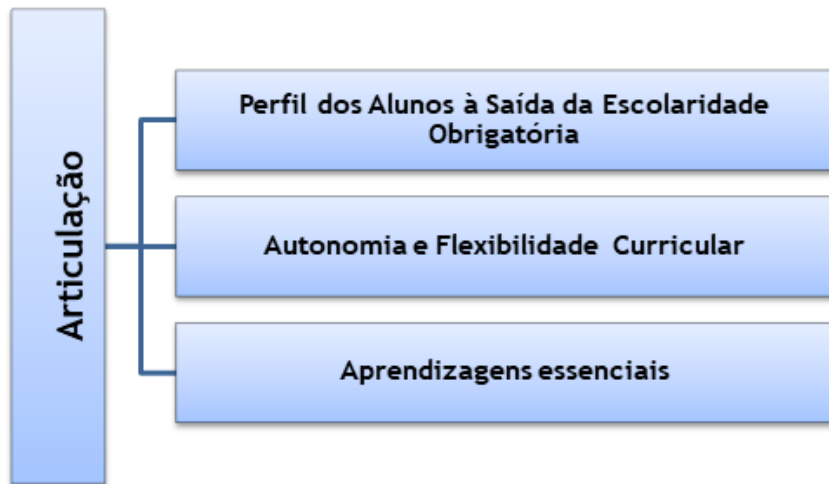 Articulação
Perfil dos Alunos à Saída da Escolaridade
Obrigatória
Autonomia e Flexibilidade Curricular
Aprendizagens essenciais